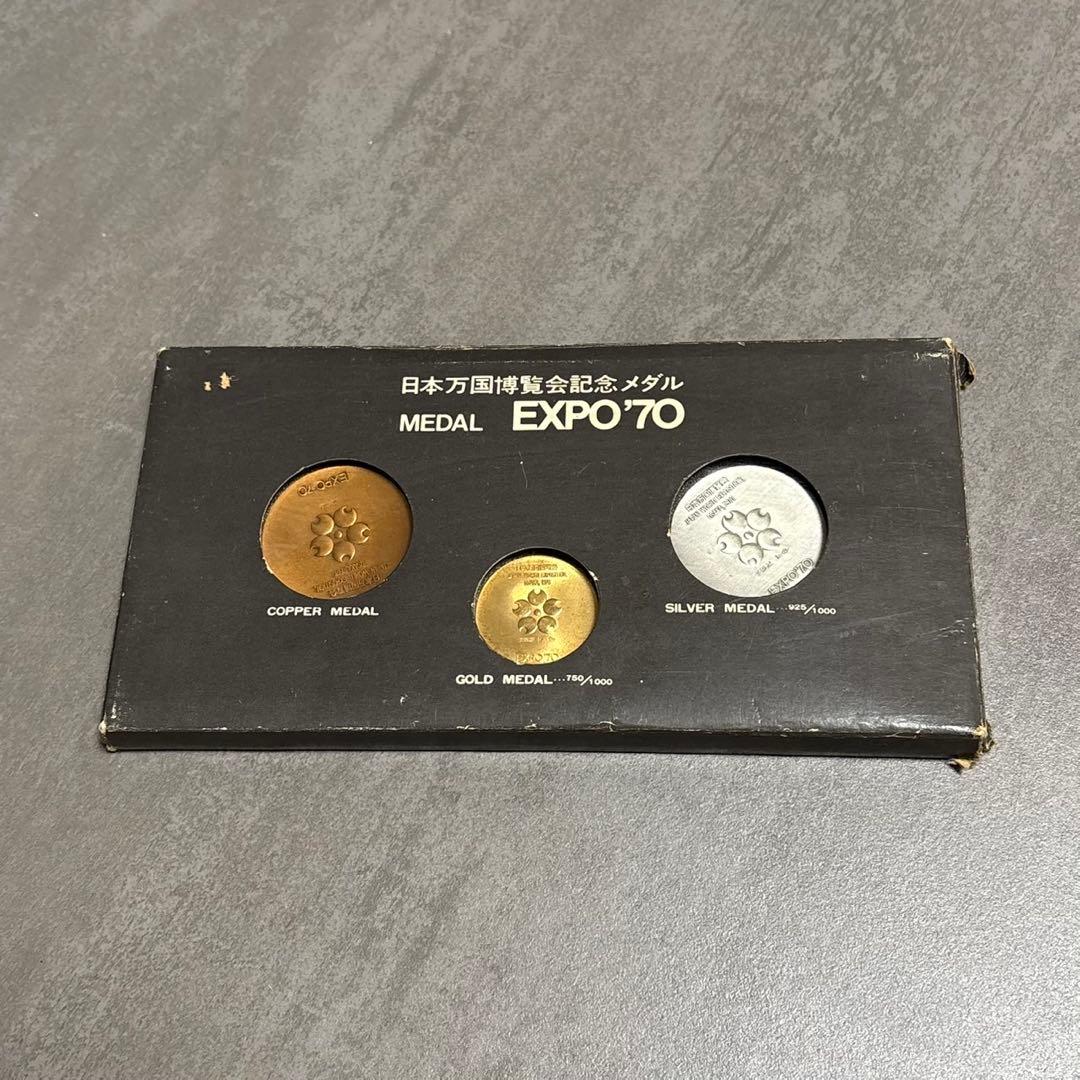 日本万国博覧会記念メダル
MEDAL EXPO'70
EXPO'70
COPPER MEDAL
EXPO'70
GOLD MEDAL...750/1000
EXPO'70
SILVER MEDAL...925/1000